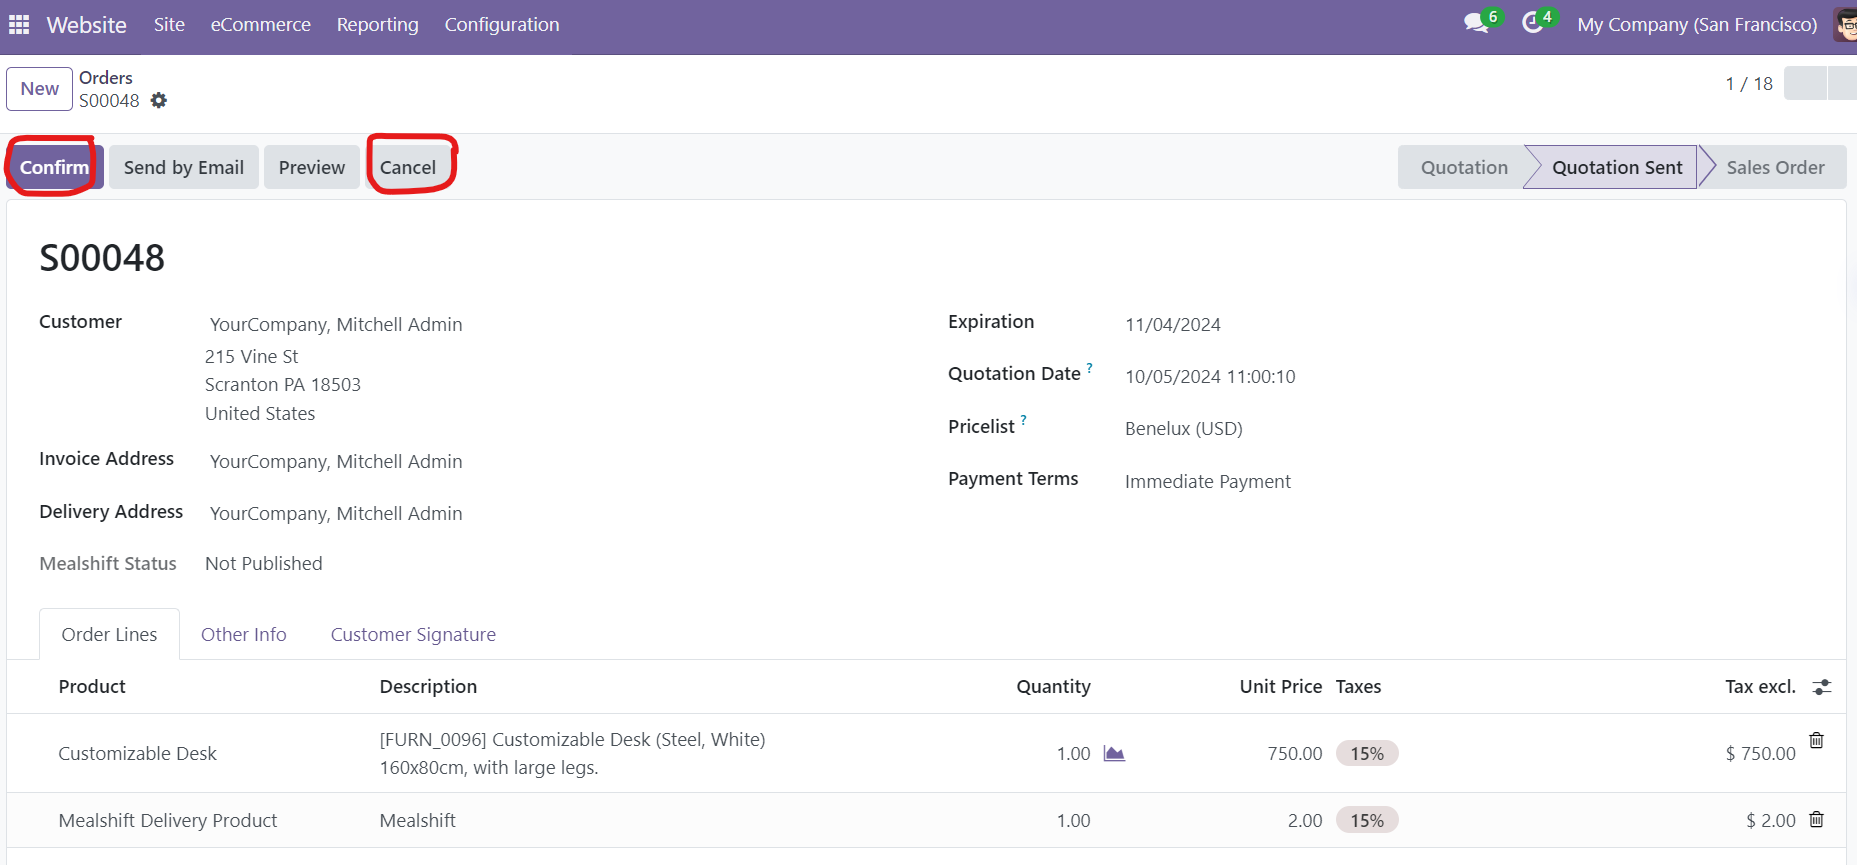 Website Site eCommerce Reporting Configuration 6 4 My Company (San Francisco)
New Orders 1 / 18
S00048
Confirm Send by Email Preview Cancel Quotation Quotation Sent Sales Order
S00048
Customer YourCompany, Mitchell Admin
215 Vine St
Scranton PA 18503
United States
Invoice Address YourCompany, Mitchell Admin
Delivery Address YourCompany, Mitchell Admin
Mealshift Status Not Published
Expiration 11/04/2024
Quotation Date ? 10/05/2024 11:00:10
Pricelist ? Benelux (USD)
Payment Terms Immediate Payment
Order Lines Other Info Customer Signature
Product Description Quantity Unit Price Taxes Tax excl.
Customizable Desk [FURN_0096] Customizable Desk (Steel, White)
160x80cm, with large legs. 1.00 750.00 15% $ 750.00
Mealshift Delivery Product Mealshift 1.00 2.00 15% $ 2.00